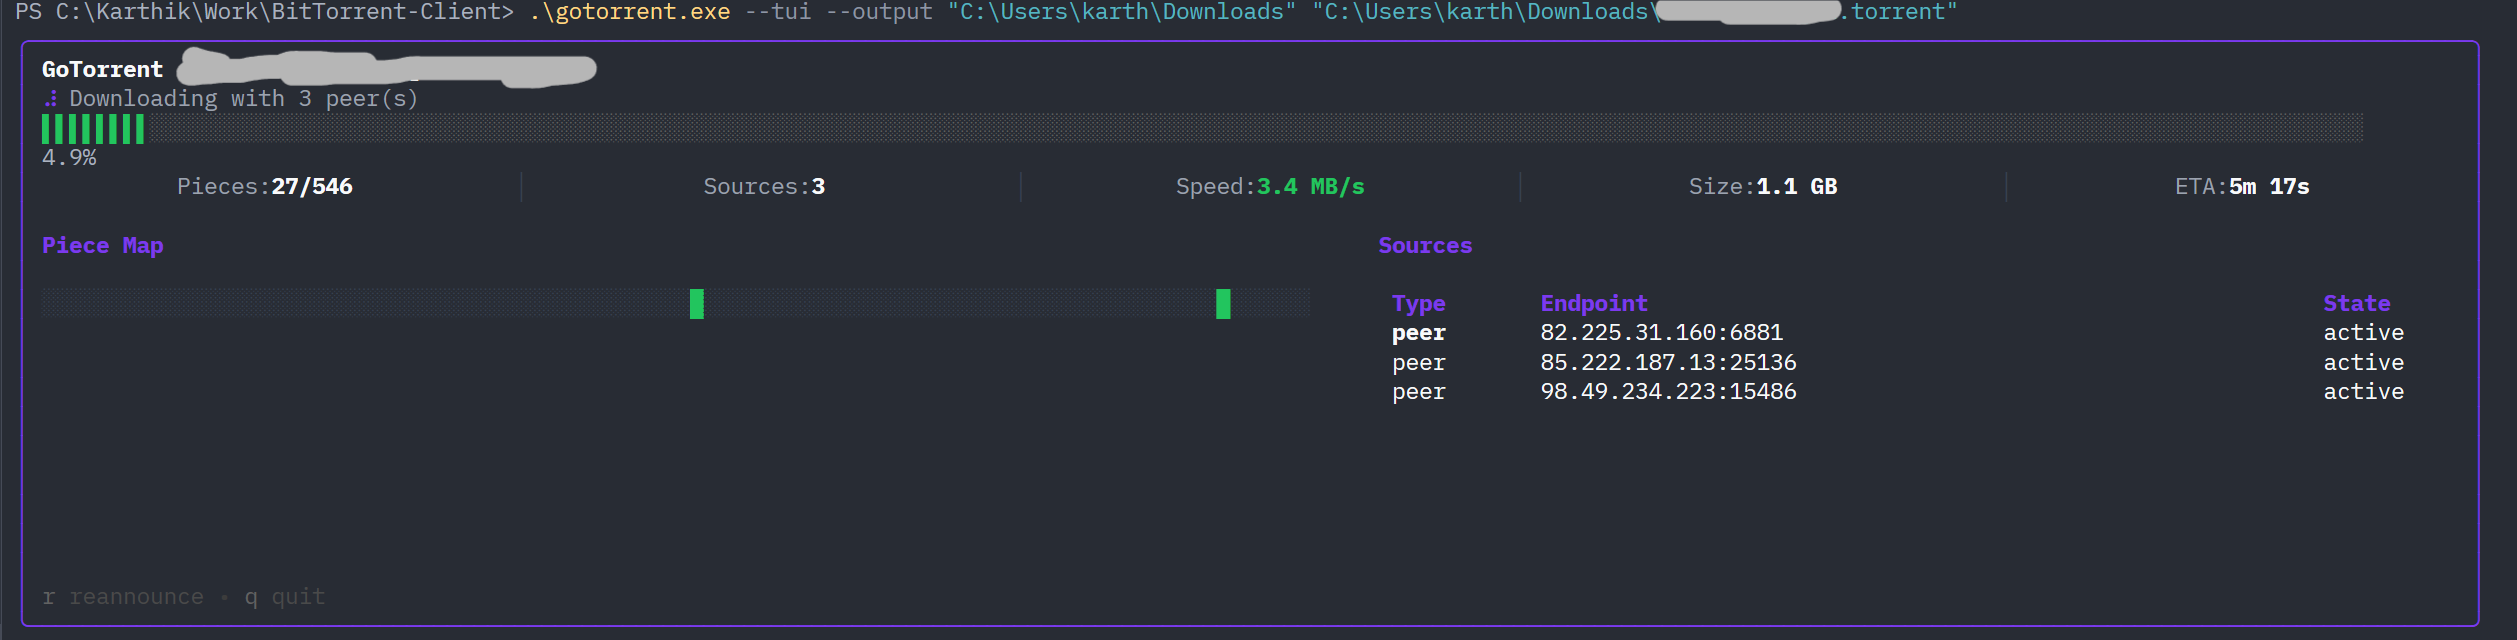 PS C:\Karthik\Work\BitTorrent-Client> .\gotorrent.exe --tui --output "C:\Users\karth\Downloads" "C:\Users\karth\Downloads\.torrent"
GoTorrent
Downloading with 3 peer(s)
4.9%
Pieces:27/546 Sources:3 Speed:3.4 MB/s Size:1.1 GB ETA:5m 17s
Piece Map Sources
Type Endpoint State
peer 82.225.31.160:6881 active
peer 85.222.187.13:25136 active
peer 98.49.234.223:15486 active
r reannounce • q quit